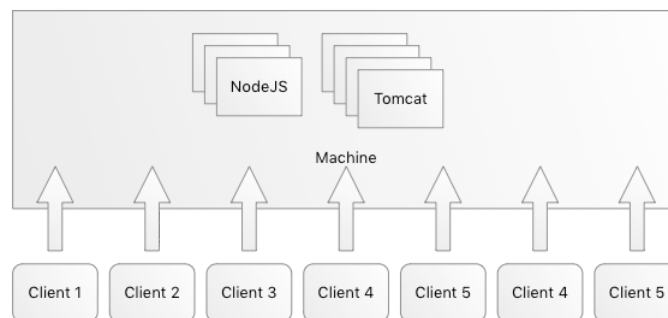 NodeJS
Tomcat
Machine
Client 1
Client 2
Client 3
Client 4
Client 5
Client 4
Client 5